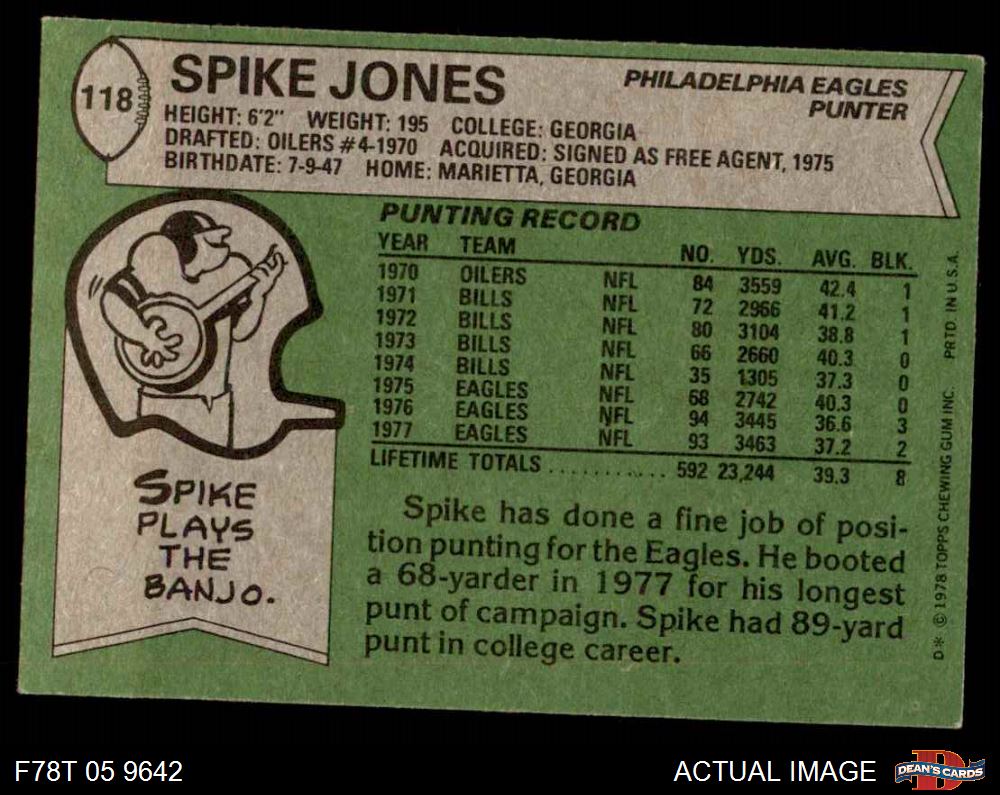 118
SPIKE JONES
PHILADELPHIA EAGLES
PUNTER
HEIGHT: 6'2" WEIGHT: 195 COLLEGE: GEORGIA
DRAFTED: OILERS #4-1970 ACQUIRED: SIGNED AS FREE AGENT, 1975
BIRTHDATE: 7-9-47 HOME: MARIETTA, GEORGIA
PUNTING RECORD
YEAR TEAM NO. YDS. AVG. BLK.
1970 OILERS NFL 84 3559 42.4 1
1971 BILLS NFL 72 2966 41.2 1
1972 BILLS NFL 80 3104 38.8 1
1973 BILLS NFL 66 2660 40.3 0
1974 BILLS NFL 35 1305 37.3 0
1975 EAGLES NFL 68 2742 40.3 0
1976 EAGLES NFL 94 3445 36.6 3
1977 EAGLES NFL 93 3463 37.2 2
LIFETIME TOTALS ............ 592 23,244 39.3 8
SPIKE
PLAYS
THE
BANJO.
Spike has done a fine job of posi-
tion punting for the Eagles. He booted
a 68-yarder in 1977 for his longest
punt of campaign. Spike had 89-yard
punt in college career.
D* © 1978 TOPPS CHEWING GUM INC. PRTD IN U.S.A.
F78T 05 9642
ACTUAL IMAGE
D
DEAN'S CARDS